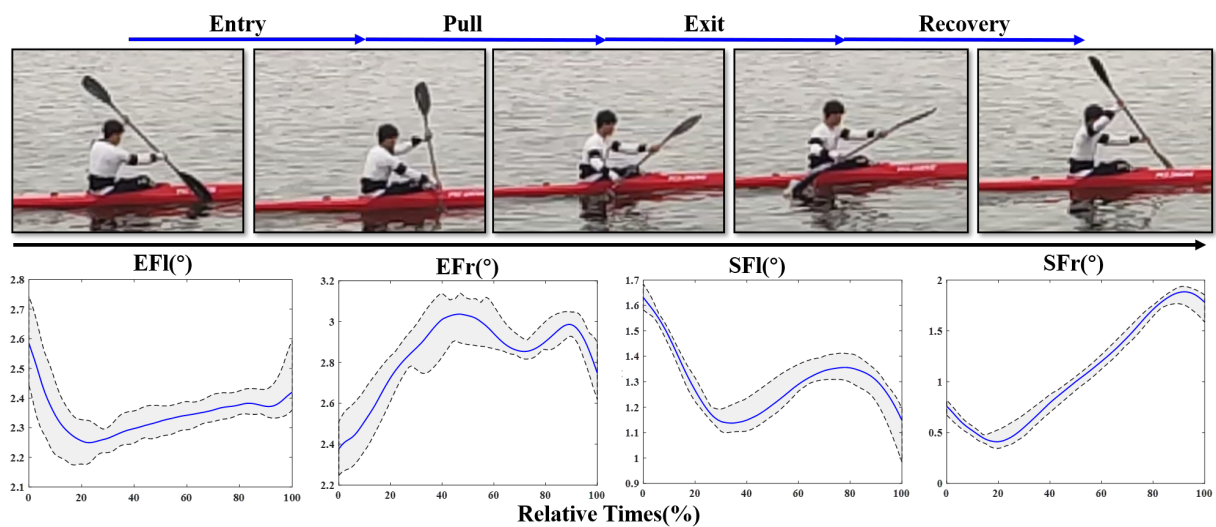 Entry Pull Exit Recovery
EFl(°) EFr(°) SFl(°) SFr(°)
2.8 3.2 1.7 2
2.7 1.6
2.6 3 1.5 1.5
2.5 2.8 1.4
2.4 1.3 1
2.6 1.2
2.3 2.4 1.1 0.5
2.2 1
2.1 2.2 0.9 0
0 20 40 60 80 100 0 20 40 60 80 100 0 20 40 60 80 100 0 20 40 60 80 100
Relative Times(%)